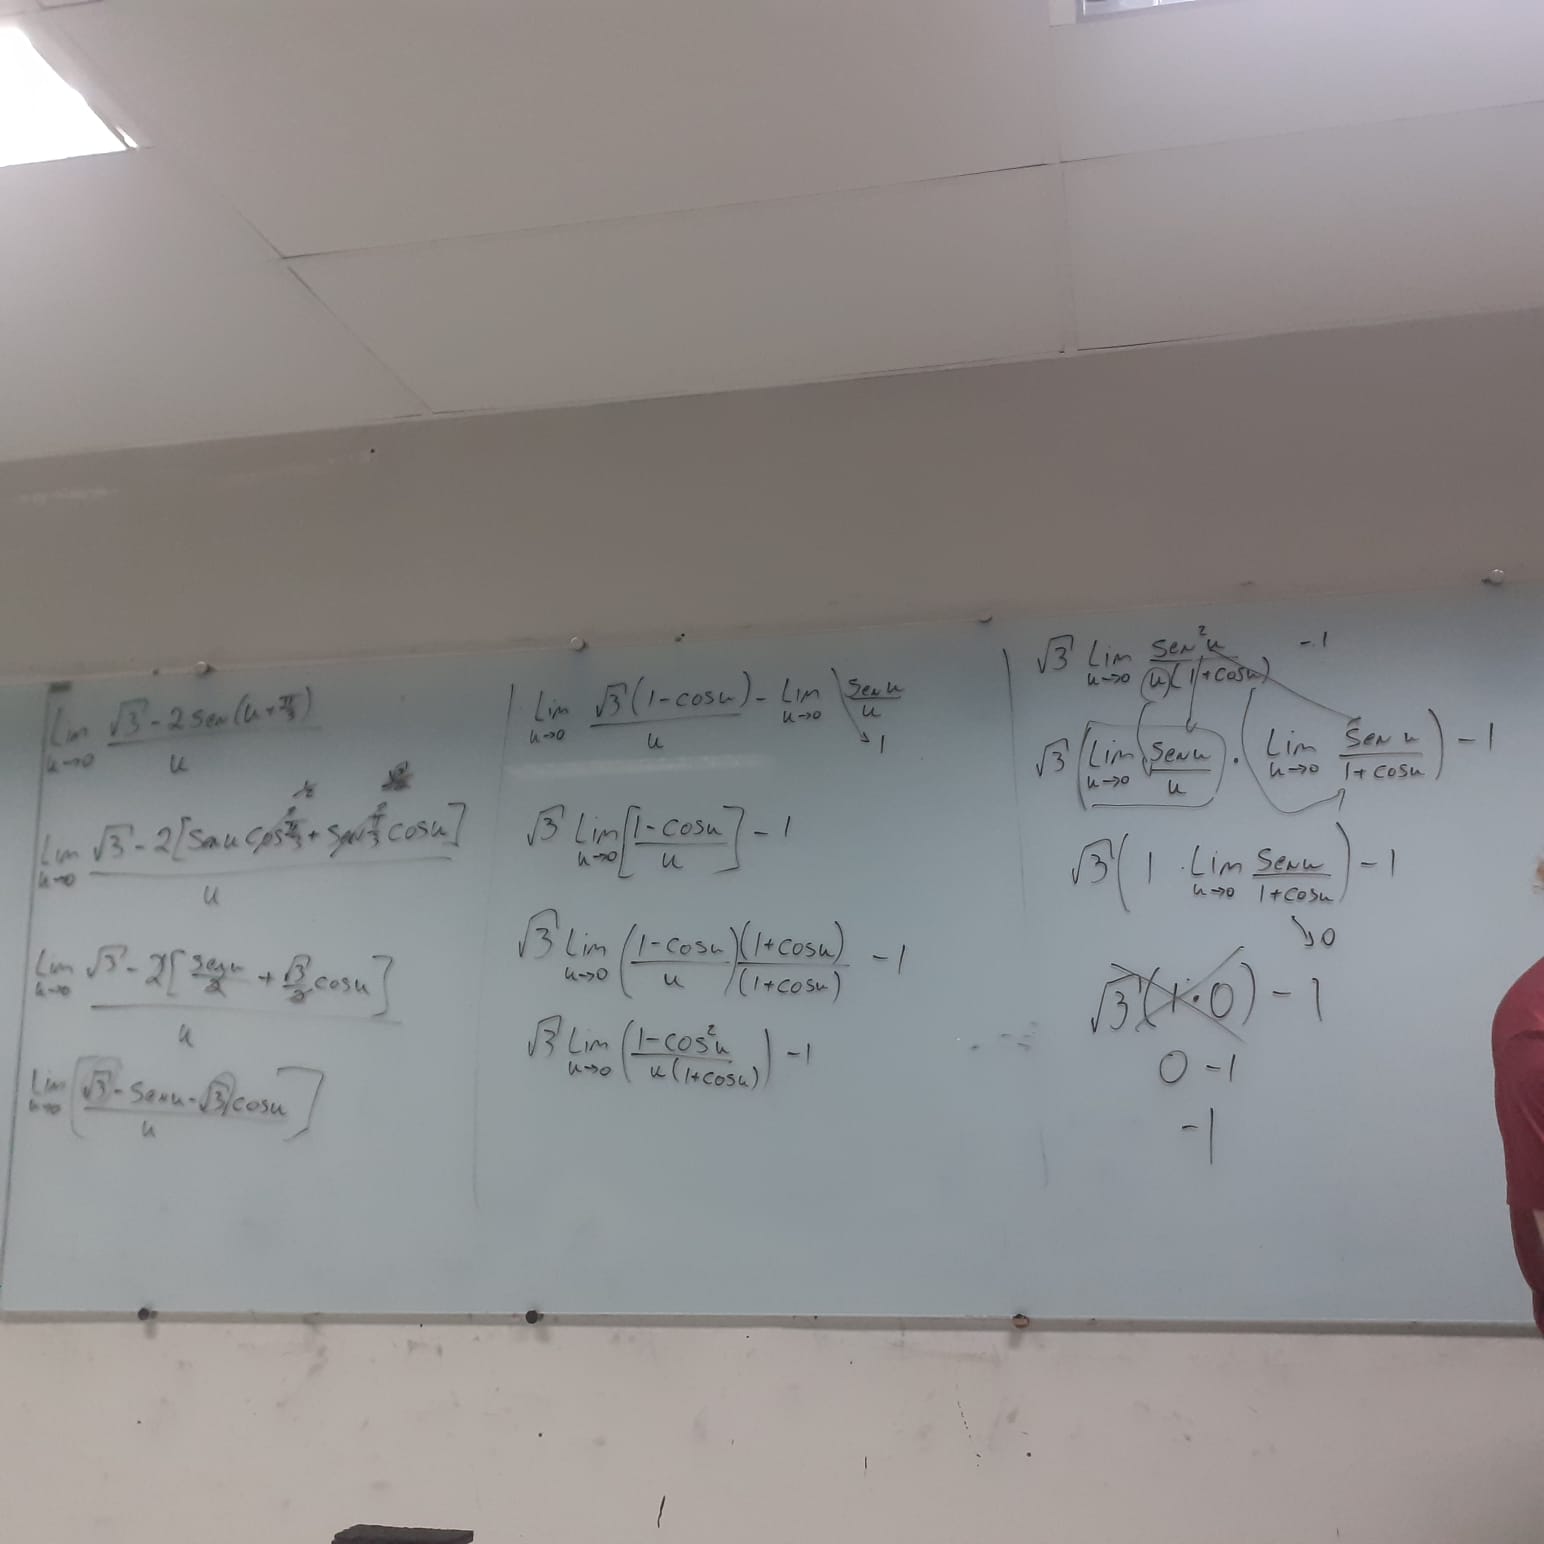 Lim u→0 (√3 - 2 sen(u + π/3)) / u
Lim u→0 (√3 - 2[sen u cos π/3 + sen π/3 cos u]) / u
Lim u→0 (√3 - 2[sen u / 2 + √3/2 cos u]) / u
Lim u→0 [(√3 - sen u - √3 cos u) / u]
Lim u→0 √3(1 - cos u) / u - Lim u→0 sen u / u ↘ 1
√3 Lim u→0 [(1 - cos u) / u] - 1
√3 Lim u→0 ((1 - cos u) / u) (1 + cos u) / (1 + cos u) - 1
√3 Lim u→0 ((1 - cos² u) / (u(1 + cos u))) - 1
√3 Lim u→0 sen² u / (u(1 + cos u)) - 1
√3 (Lim u→0 sen u / u) · (Lim u→0 sen u / (1 + cos u)) - 1
√3 (1 · Lim u→0 sen u / (1 + cos u)) - 1
↘ 0
√3 (1 · 0) - 1
0 - 1
-1